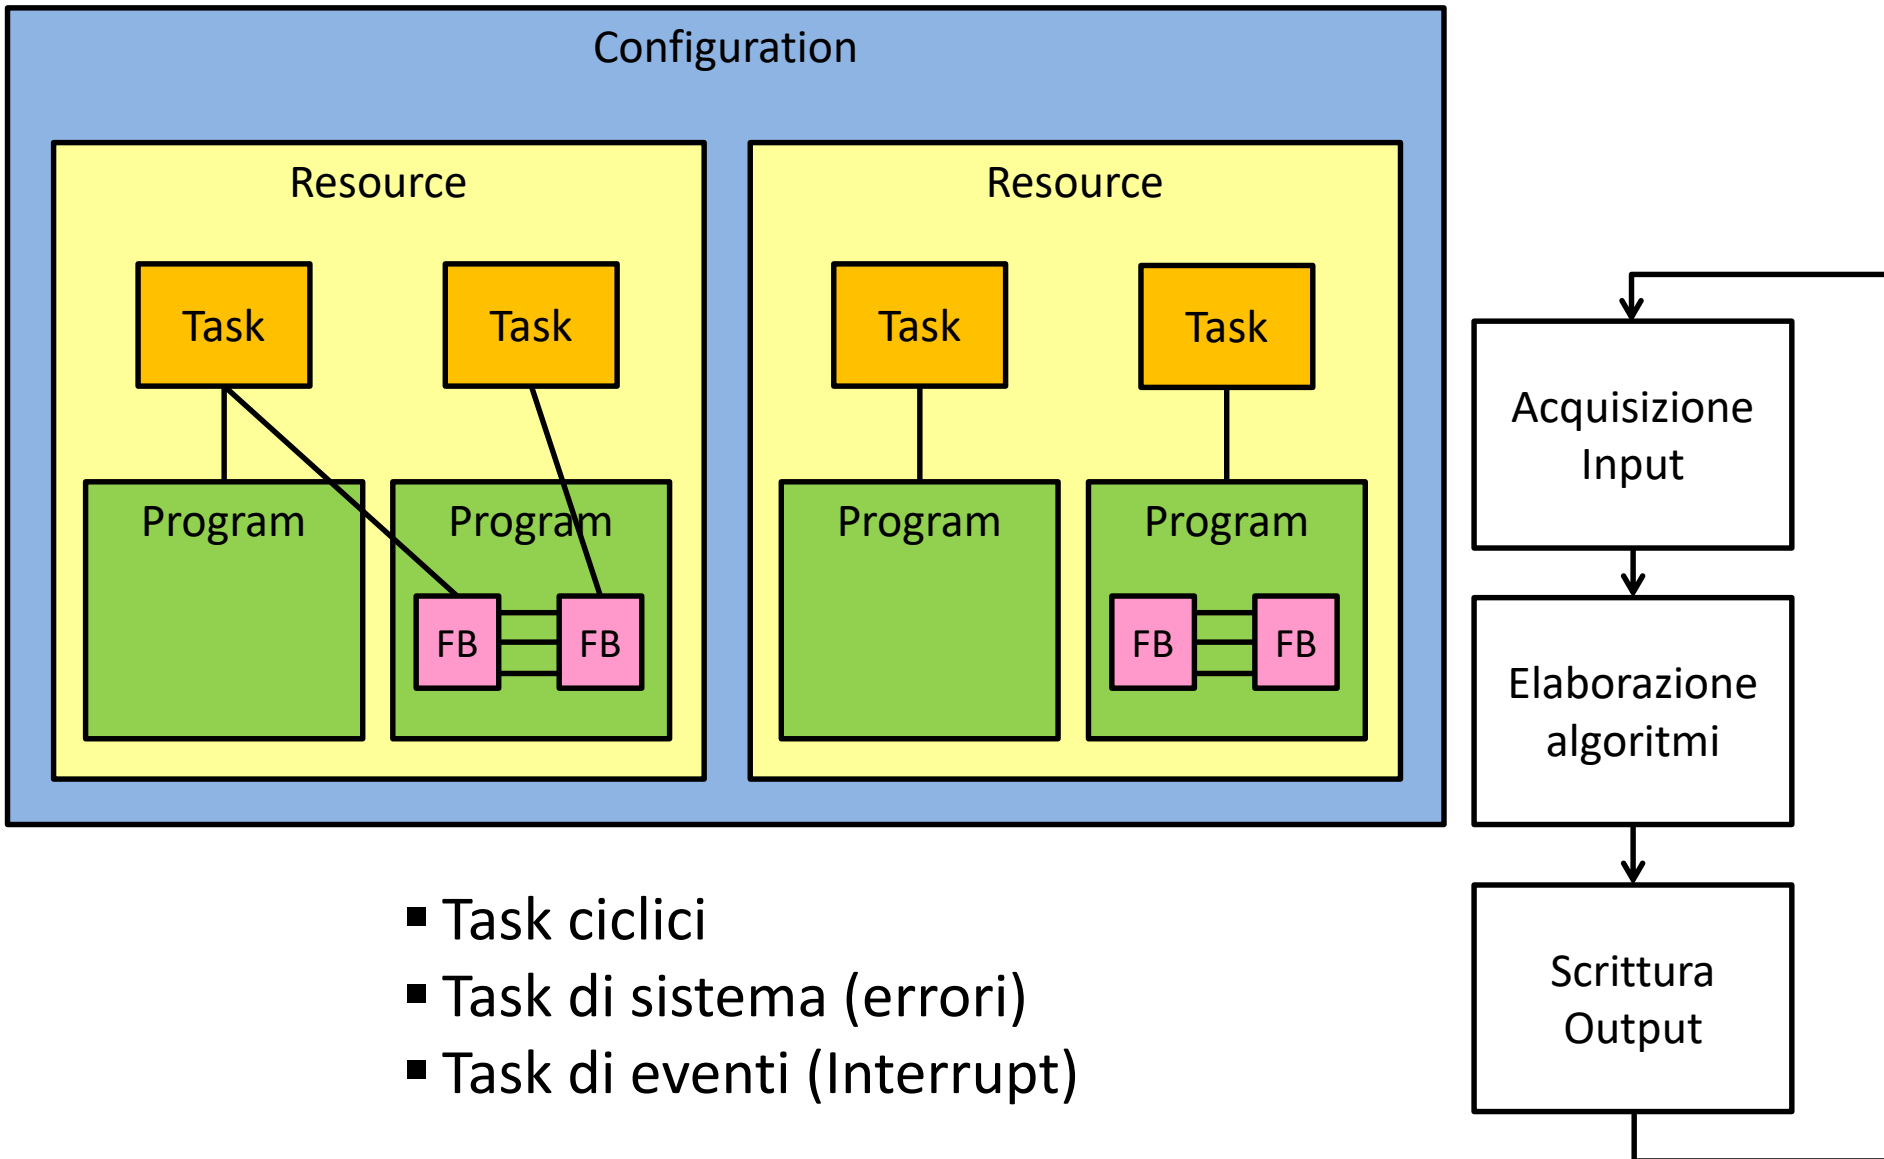 Configuration
Resource
Resource
Task
Task
Task
Task
Program
Program
Program
Program
FB
FB
FB
FB
Acquisizione
Input
Elaborazione
algoritmi
Scrittura
Output
▪ Task ciclici
▪ Task di sistema (errori)
▪ Task di eventi (Interrupt)